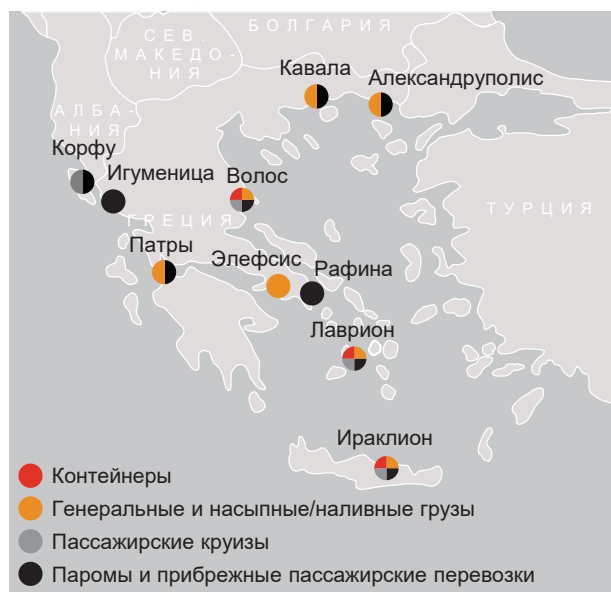 БОЛГАРИЯ
СЕВ.
МАКЕДО-
НИЯ
Кавала
Александруполис
АЛБА-
НИЯ
Корфу
Игуменица
Волос
ТУРЦИЯ
ГРЕЦИЯ
Патры
Элефсис
Рафина
Лаврион
Ираклион
Контейнеры
Генеральные и насыпные/наливные грузы
Пассажирские круизы
Паромы и прибрежные пассажирские перевозки